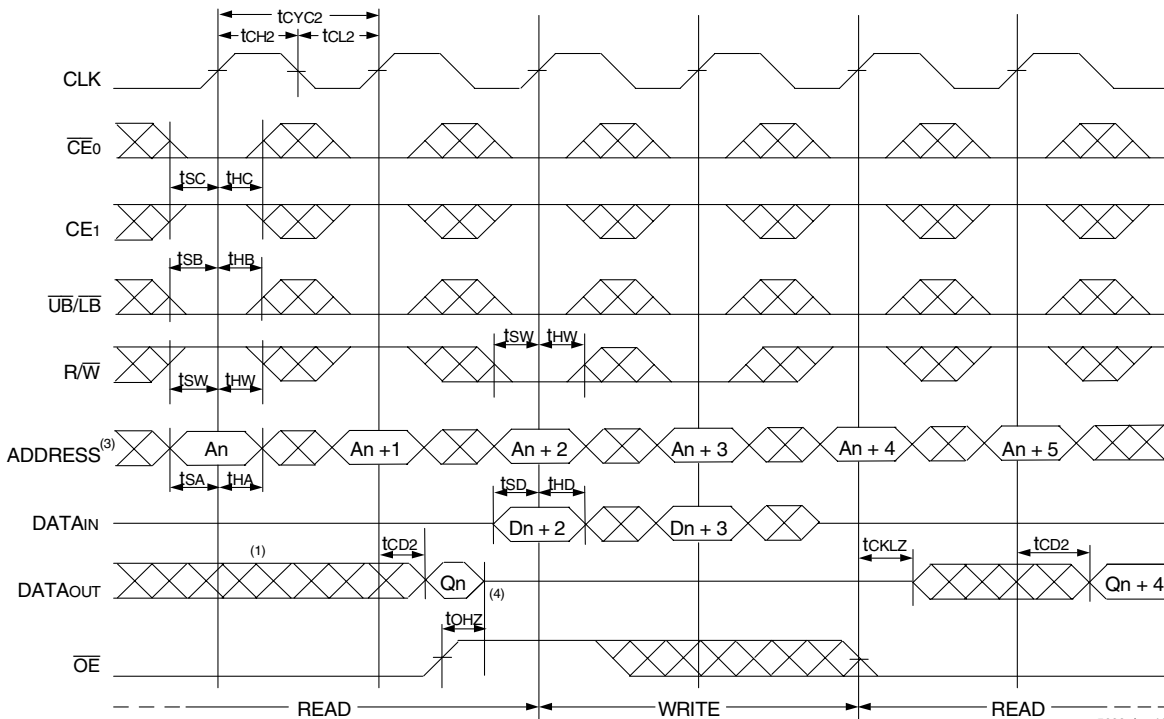 tCYC2
tCH2 tCL2
CLK
CE0
tSC tHC
CE1
tSB tHB
UB/LB
tSW tHW
R/W
tSW tHW
ADDRESS(3) An An +1 An + 2 An + 3 An + 4 An + 5
tSA tHA tSD tHD
DATAIN Dn + 2 Dn + 3
(1) tCD2 tCKLZ tCD2
DATAOUT Qn (4) Qn + 4
tOHZ
OE
READ WRITE READ